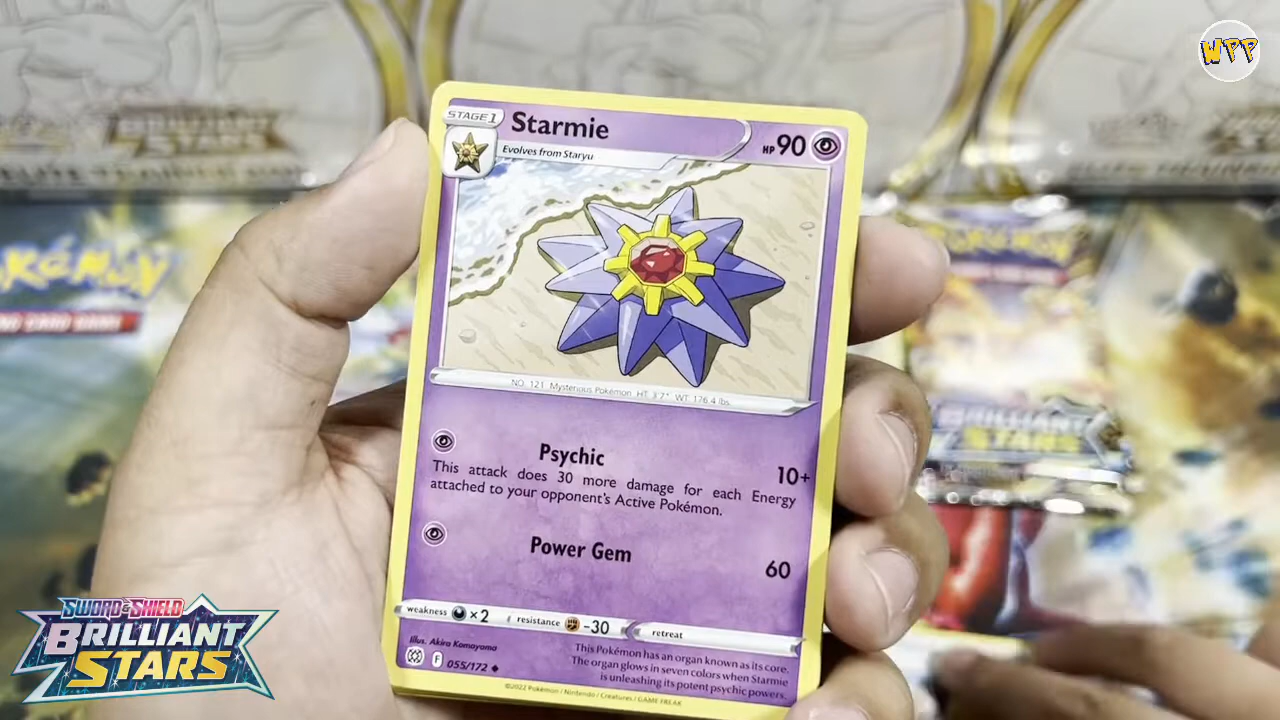 WPP
STAGE 1
Starmie
HP 90
Evolves from Staryu
NO. 121 Mysterious Pokémon HT: 3'7" WT: 176.4 lbs.
Psychic 10+
This attack does 30 more damage for each Energy
attached to your opponent's Active Pokémon.
Power Gem 60
weakness ×2 resistance -30 retreat
Illus. Akira Komayama
F 055/172
This Pokémon has an organ known as its core.
The organ glows in seven colors when Starmie
is unleashing its potent psychic powers.
©2022 Pokémon / Nintendo / Creatures / GAME FREAK
SWORD & SHIELD
BRILLIANT
STARS
POKÉMON
BRILLIANT
STARS